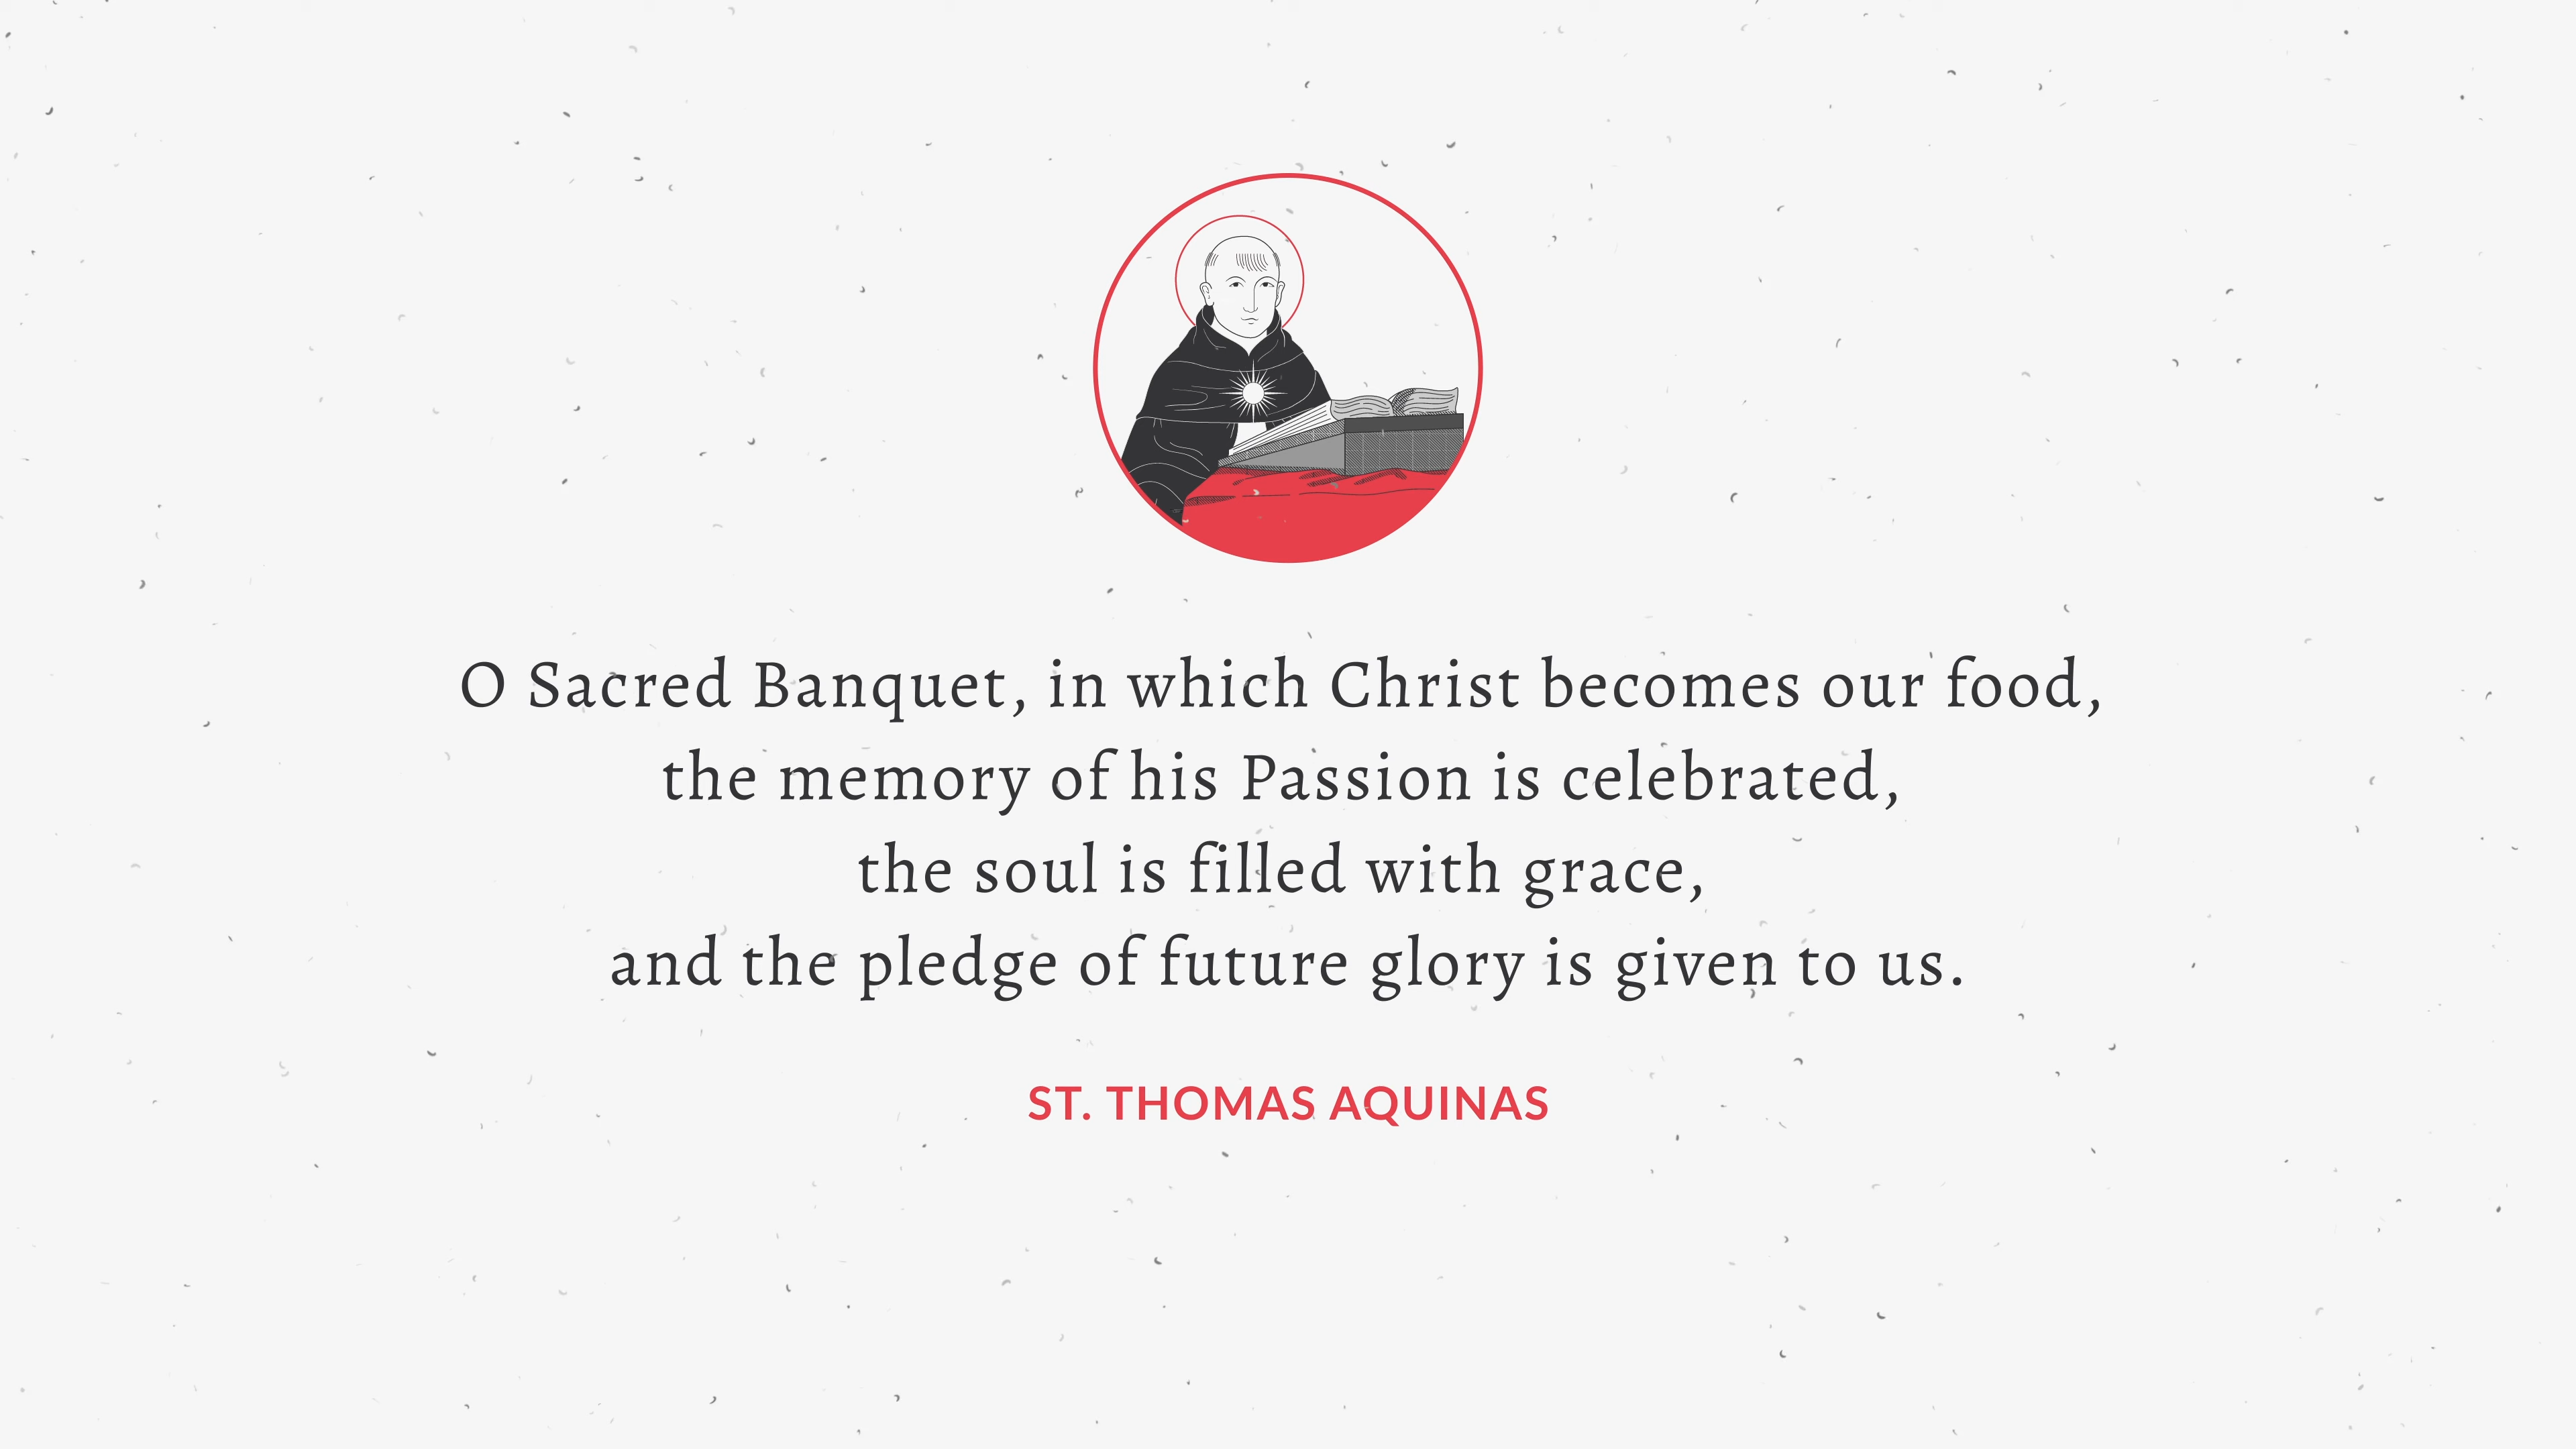 O Sacred Banquet, in which Christ becomes our food,
the memory of his Passion is celebrated,
the soul is filled with grace,
and the pledge of future glory is given to us.
ST. THOMAS AQUINAS